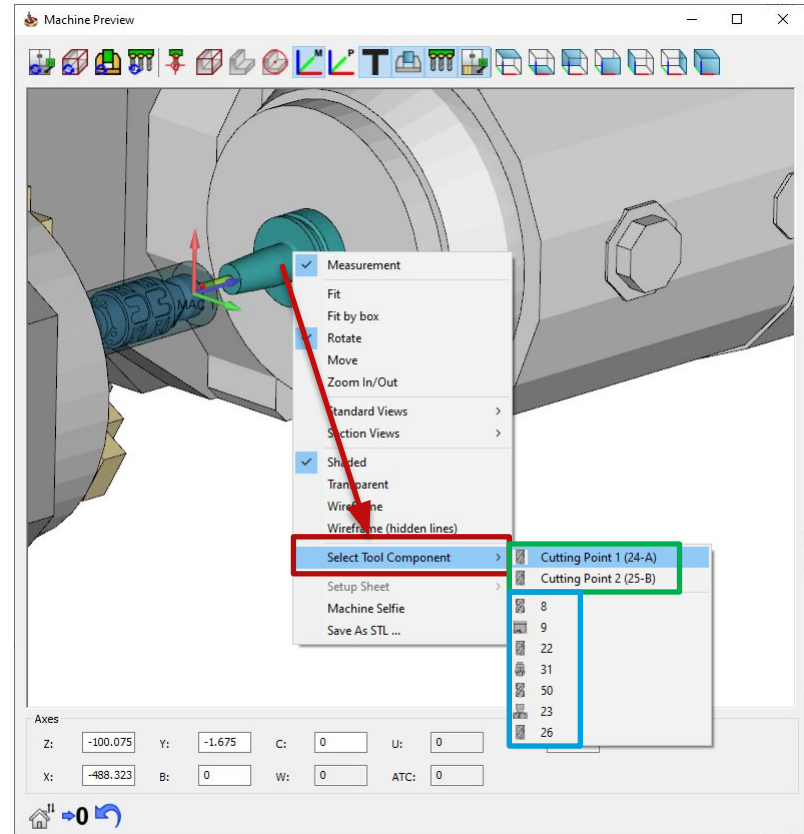 Machine Preview
M
P
T
MAC 1
Measurement
Fit
Fit by box
Rotate
Move
Zoom In/Out
Standard Views
Section Views
Shaded
Transparent
Wireframe
Wireframe (hidden lines)
Select Tool Component
Cutting Point 1 (24-A)
Cutting Point 2 (25-B)
Setup Sheet
Machine Selfie
Save As STL ...
8
9
22
31
50
23
26
Axes
Z: -100.075 Y: -1.675 C: 0 U: 0
X: -488.323 B: 0 W: 0 ATC: 0
0